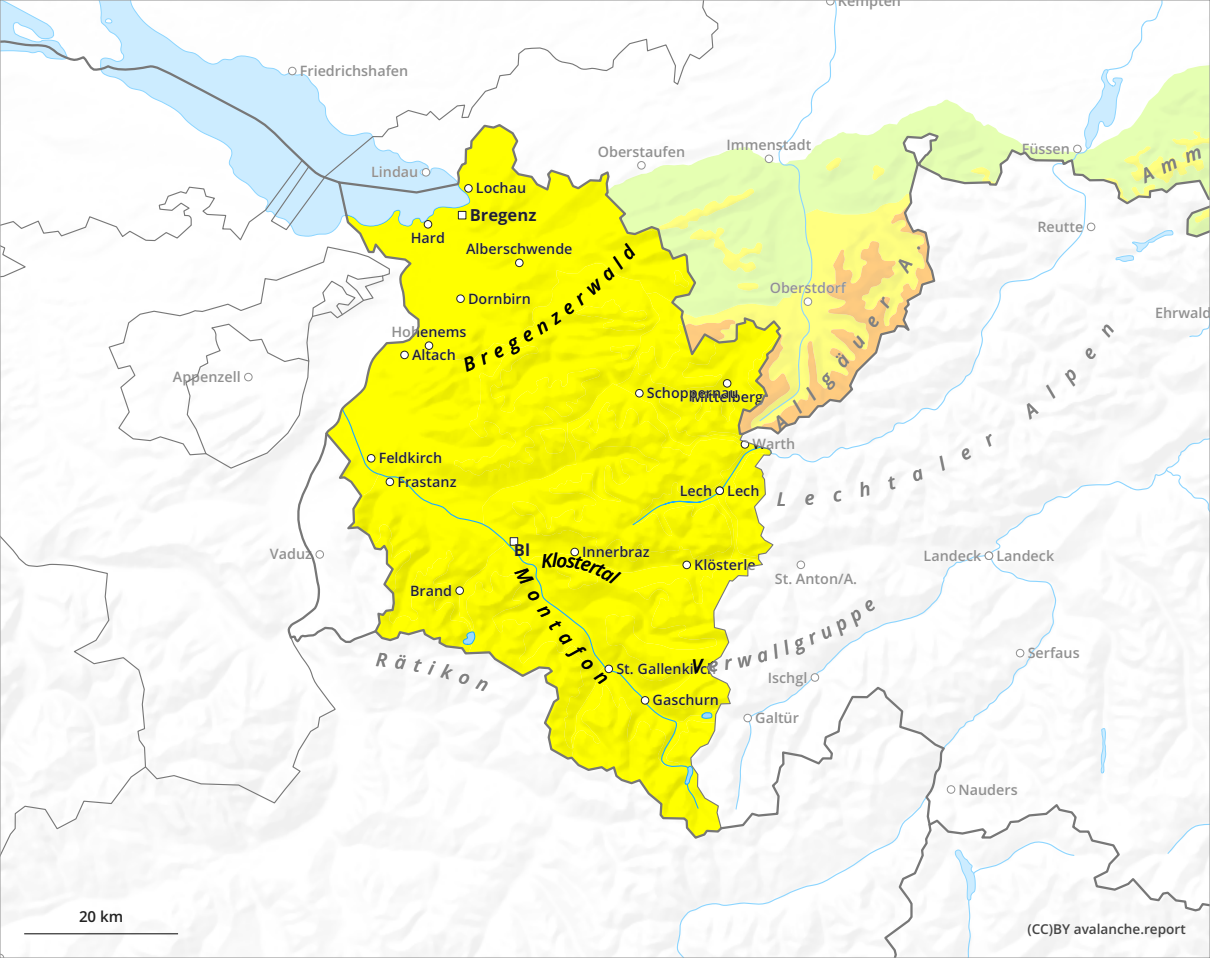 Kempten
Friedrichshafen
Immenstadt
Füssen
Oberstaufen
Amm
Lindau
Lochau
Bregenz
Reutte
Hard
Alberschwende
Bregenzerwald
Oberstdorf
Dornbirn
Allgäuer A.
Ehrwald
Hohenems
Altach
Appenzell
Schoppernau
Mittelberg
Lechtaler Alpen
Warth
Feldkirch
Frastanz
Lech
Lech
Bl
Innerbraz
Vaduz
Klostertal
Klösterle
Landeck
Landeck
St. Anton/A.
Brand
Montafon
Verwallgruppe
Rätikon
St. Gallenkirch
Serfaus
Ischgl
Gaschurn
Galtür
Nauders
20 km
(CC)BY avalanche.report